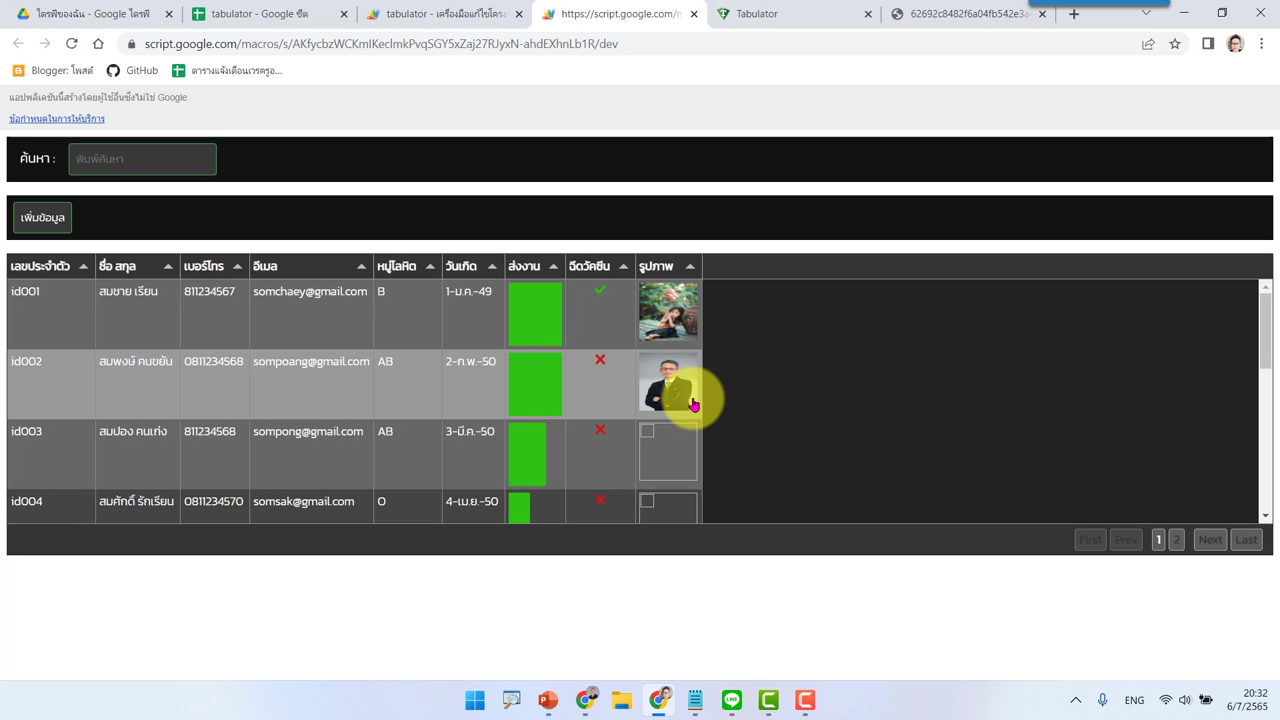 ไดรฟ์ของฉัน - Google ไดรฟ์
tabulator - Google ชีต
tabulator - เครื่องมือแก้ไขโครง
https://script.google.com/m
Tabulator
62692c8482f6a04fb542e3a
script.google.com/macros/s/AKfycbzWCKmIKeclmkPvqSGY5xZaj27RJyxN-ahdEXhnLb1R/dev
Blogger: โพสต์
GitHub
ตารางแจ้งเตือนเวรครูอ...
แอปพลิเคชันนี้สร้างโดยผู้ใช้อื่นซึ่งไม่ใช่ Google
ข้อกำหนดในการให้บริการ
ค้นหา :
พิมพ์ค้นหา
เพิ่มข้อมูล
เลขประจำตัว ชื่อ สกุล เบอร์โทร อีเมล หมู่โลหิต วันเกิด ส่งงาน ฉีดวัคซีน รูปภาพ
id001 สมชาย เรียน 811234567 somchaey@gmail.com B 1-ม.ค.-49
id002 สมพงษ์ คนขยัน 0811234568 sompoang@gmail.com AB 2-ก.พ.-50
id003 สมปอง คนเก่ง 811234568 sompong@gmail.com AB 3-มี.ค.-50
id004 สมศักดิ์ รักเรียน 0811234570 somsak@gmail.com O 4-เม.ย.-50
First Prev 1 2 Next Last
ENG
20:32
6/7/2565